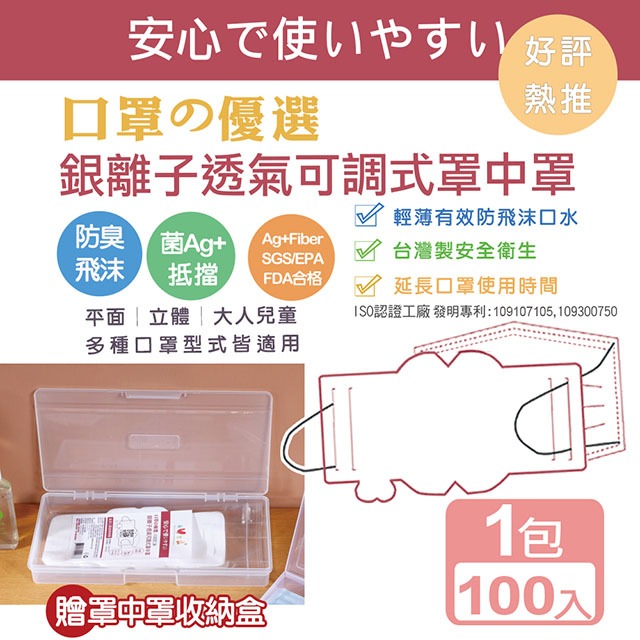 安心で使いやすい
好評
熱推
口罩の優選
銀離子透氣可調式罩中罩
防臭
飛沫
菌Ag+
抵擋
Ag+Fiber
SGS/EPA
FDA合格
輕薄有效防飛沫口水
台灣製安全衛生
延長口罩使用時間
ISO認證工廠 發明專利:109107105,109300750
平面|立體|大人兒童
多種口罩型式皆適用
1包
100入
贈罩中罩收納盒